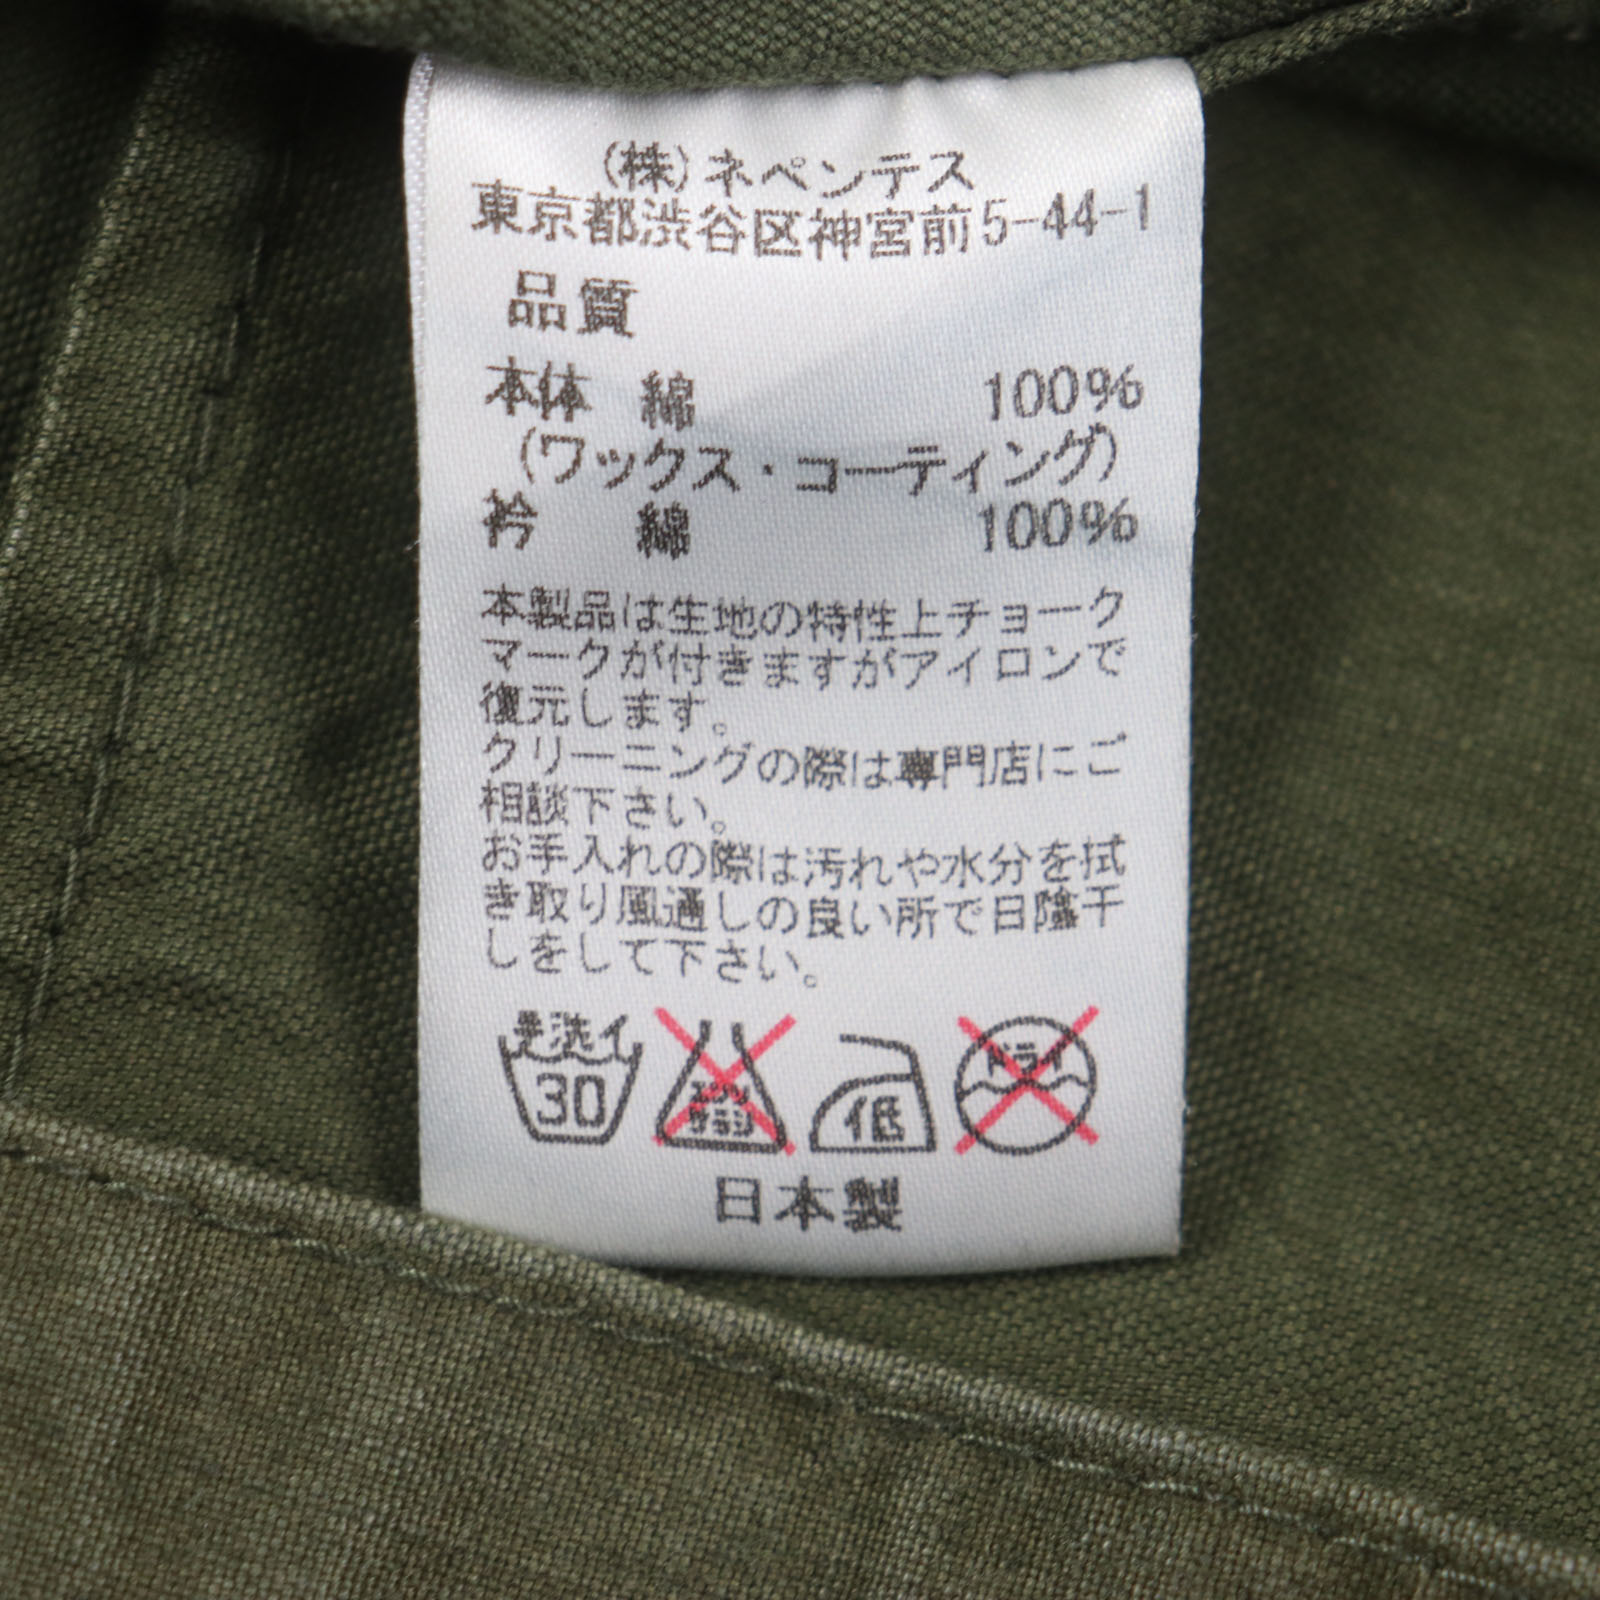 (株)ネペンテス
東京都渋谷区神宮前5-44-1
品質
本体 綿 100%
(ワックス・コーティング)
衿 綿 100%
本製品は生地の特性上チョーク
マークが付きますがアイロンで
復元します。
クリーニングの際は専門店にご
相談下さい。
お手入れの際は汚れや水分を拭
き取り風通しの良い所で日陰干
しをして下さい。
手洗イ 30 エンソ サラシ 低 ドライ
日本製